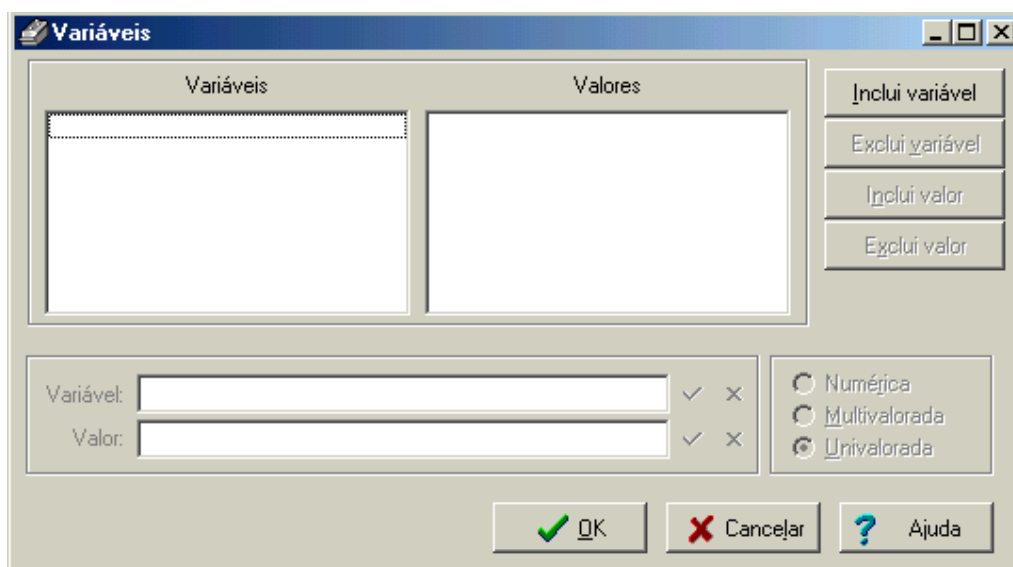 Variáveis
Variáveis Valores
Inclui variável
Exclui variável
Inclui valor
Exclui valor
Variável:
Valor:
Numérica
Multivalorada
Univalorada
OK Cancelar Ajuda